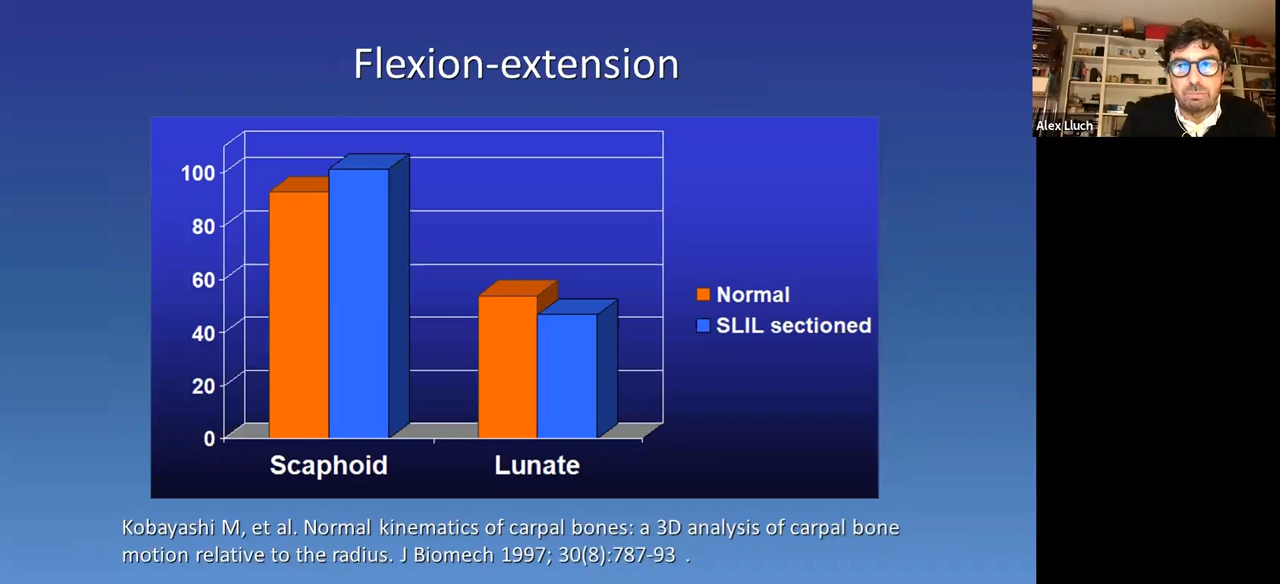 Flexion-extension
Alex Lluch
100
80
60
40
20
0
Normal
SLIL sectioned
Scaphoid
Lunate
Kobayashi M, et al. Normal kinematics of carpal bones: a 3D analysis of carpal bone
motion relative to the radius. J Biomech 1997; 30(8):787-93 .